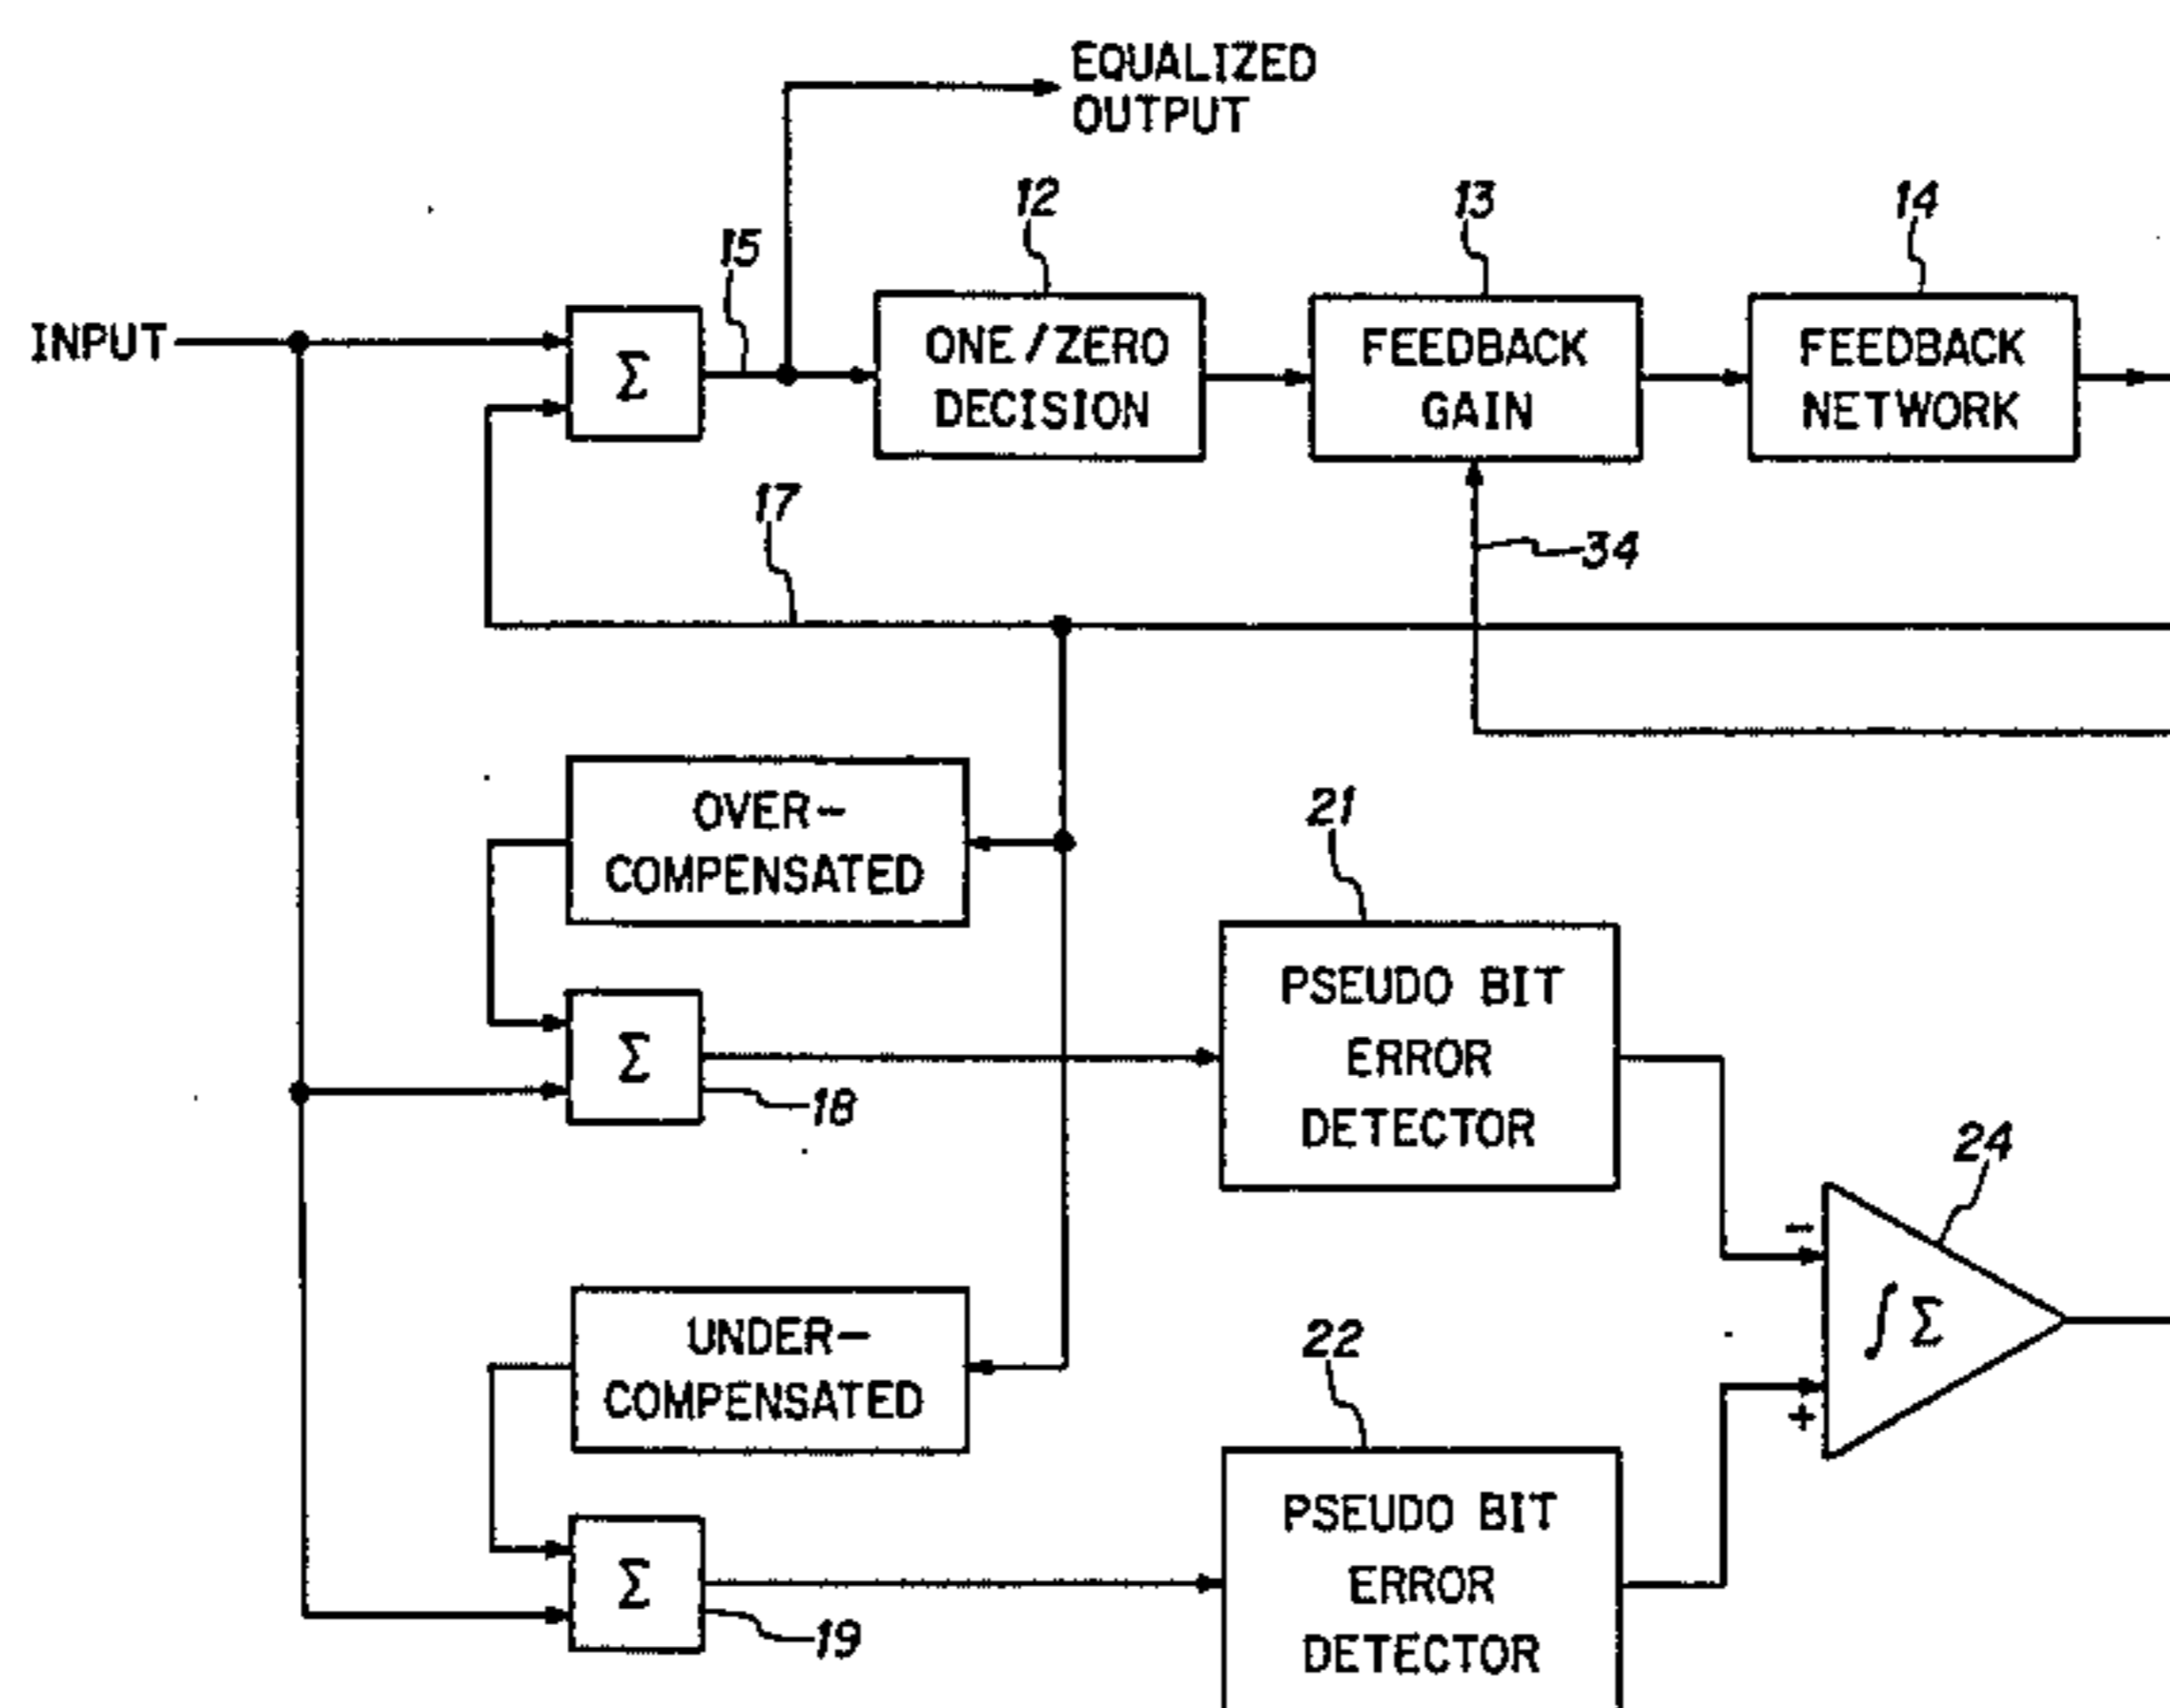 EQUALIZED
OUTPUT
12
13
14
15
INPUT
Σ
ONE/ZERO
DECISION
FEEDBACK
GAIN
FEEDBACK
NETWORK
17
34
OVER-
COMPENSATED
21
PSEUDO BIT
ERROR
DETECTOR
Σ
18
24
-
∫Σ
+
UNDER-
COMPENSATED
22
PSEUDO BIT
ERROR
DETECTOR
Σ
19